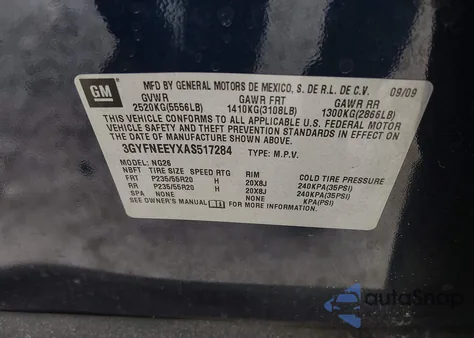 GM
MFD BY GENERAL MOTORS DE MEXICO, S. DE R.L. DE C.V. 09/09
GVWR GAWR FRT GAWR RR
2520KG(5556LB) 1410KG(3108LB) 1300KG(2866LB)
THIS VEHICLE CONFORMS TO ALL APPLICABLE U.S. FEDERAL MOTOR
VEHICLE SAFETY AND THEFT PREVENTION STANDARDS IN EFFECT ON
THE DATE OF MANUFACTURE SHOWN ABOVE.
3GYFNEEYXAS517284 TYPE: M.P.V.
NG26
NBFT TIRE SIZE SPEED RTG RIM COLD TIRE PRESSURE
FRT P235/55R20 H 20X8J 240KPA(35PSI)
RR P235/55R20 H 20X8J 240KPA(35PSI)
SPA NONE NONE KPA(PSI)
SEE OWNER'S MANUAL FOR MORE INFORMATION
autoSnap